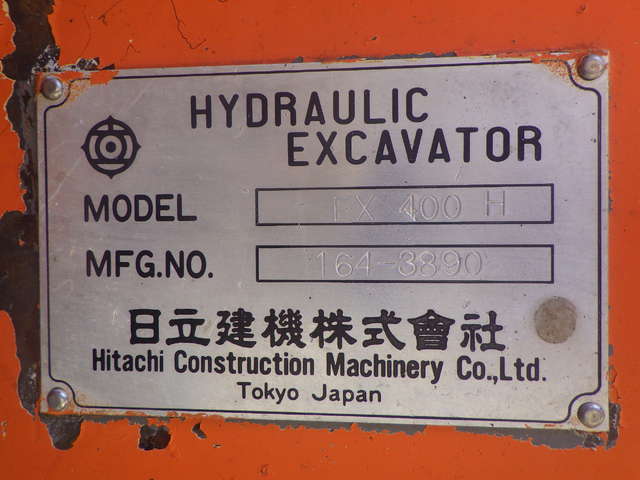 HYDRAULIC
EXCAVATOR
MODEL EX 400 H
MFG.NO. 164-3890
日立建機株式會社
Hitachi Construction Machinery Co.,Ltd.
Tokyo Japan